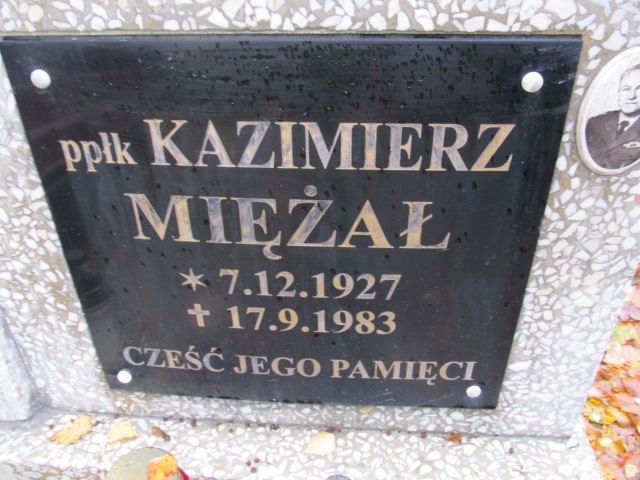 ppłk KAZIMIERZ
MIĘŻAŁ
✶ 7.12.1927
✝ 17.9.1983
CZEŚĆ JEGO PAMIĘCI